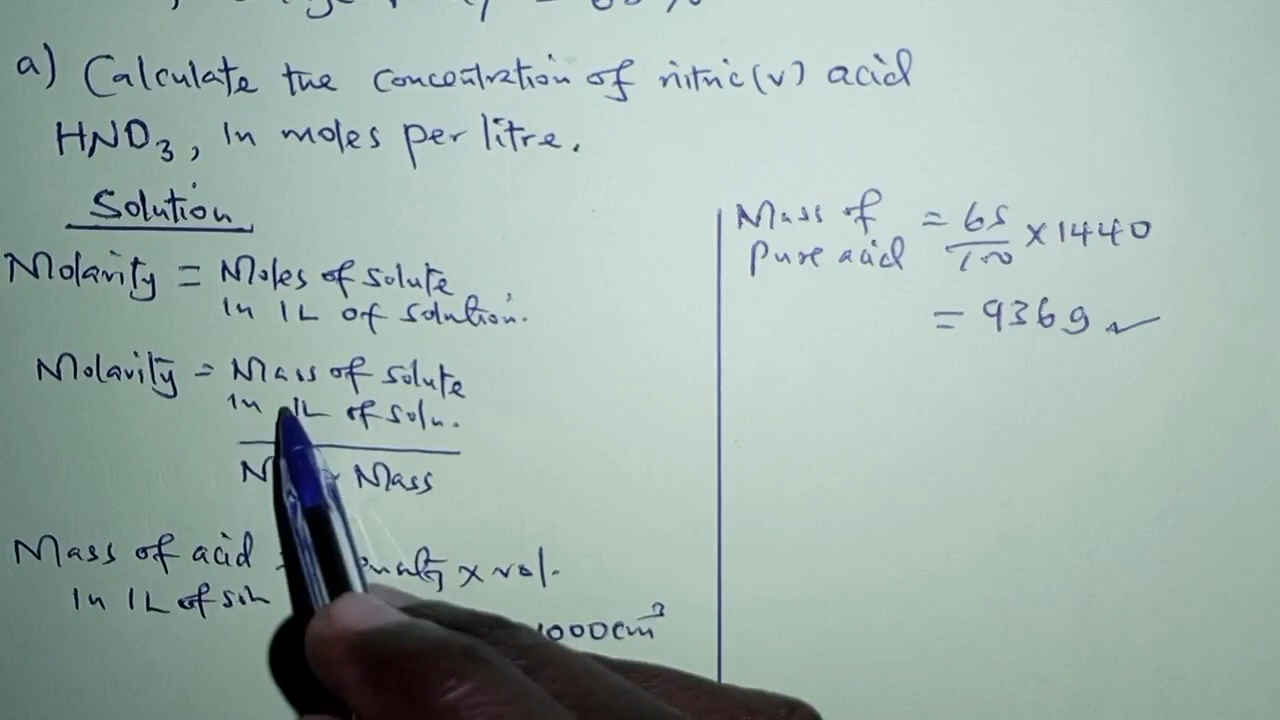 a) Calculate the concentration of nitric(v) acid
HNO3, in moles per litre.
Solution
Molarity = Moles of solute
in 1L of solution.
Molarity = Mass of solute
in 1L of soln.
Mass
Mass of acid
in 1L of soln
x vol.
1000cm³
Mass of = 65/100 x 1440
pure acid
= 936g ✓